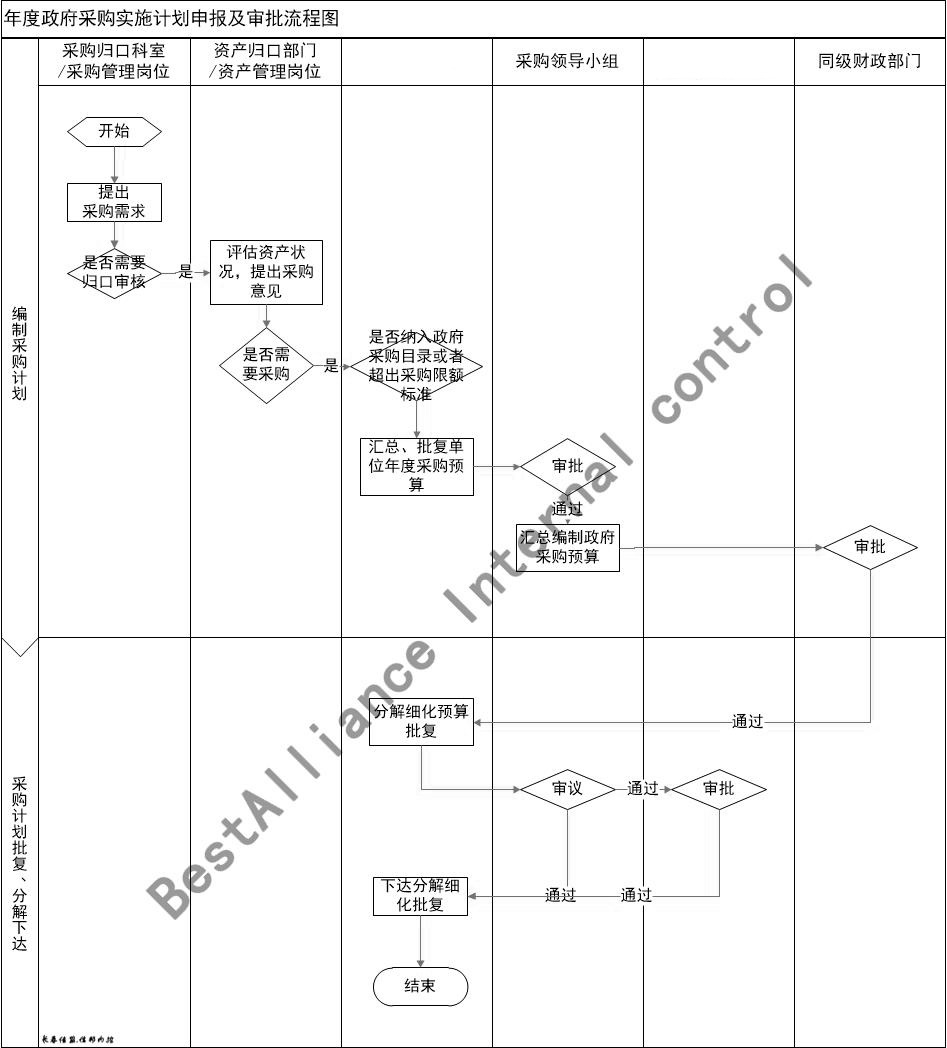 年度政府采购实施计划申报及审批流程图
采购归口科室
/采购管理岗位
资产归口部门
/资产管理岗位
采购领导小组
同级财政部门
编制采购计划
开始
提出
采购需求
是否需要
归口审核
是
评估资产状
况，提出采购
意见
是否需
要采购
是
是否纳入政府
采购目录或者
超出采购限额
标准
汇总、批复单
位年度采购预
算
审批
通过
汇总编制政府
采购预算
审批
采购计划批复、分解下达
分解细化预算
批复
通过
审议
通过
审批
下达分解细
化批复
通过
通过
结束
BestAlliance Internal control